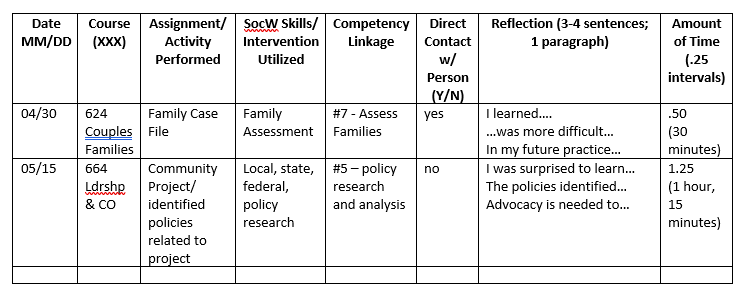 Date
MM/DD
Course
(XXX)
Assignment/
Activity
Performed
SocW Skills/
Intervention
Utilized
Competency
Linkage
Direct
Contact
w/
Person
(Y/N)
Reflection (3-4 sentences;
1 paragraph)
Amount
of Time
(.25
intervals)
04/30
624
Couples
Families
Family Case
File
Family
Assessment
#7 - Assess
Families
yes
I learned....
...was more difficult...
In my future practice...
.50
(30
minutes)
05/15
664
Ldrshp
& CO
Community
Project/
identified
policies
related to
project
Local, state,
federal,
policy
research
#5 – policy
research
and analysis
no
I was surprised to learn...
The policies identified...
Advocacy is needed to...
1.25
(1 hour,
15
minutes)